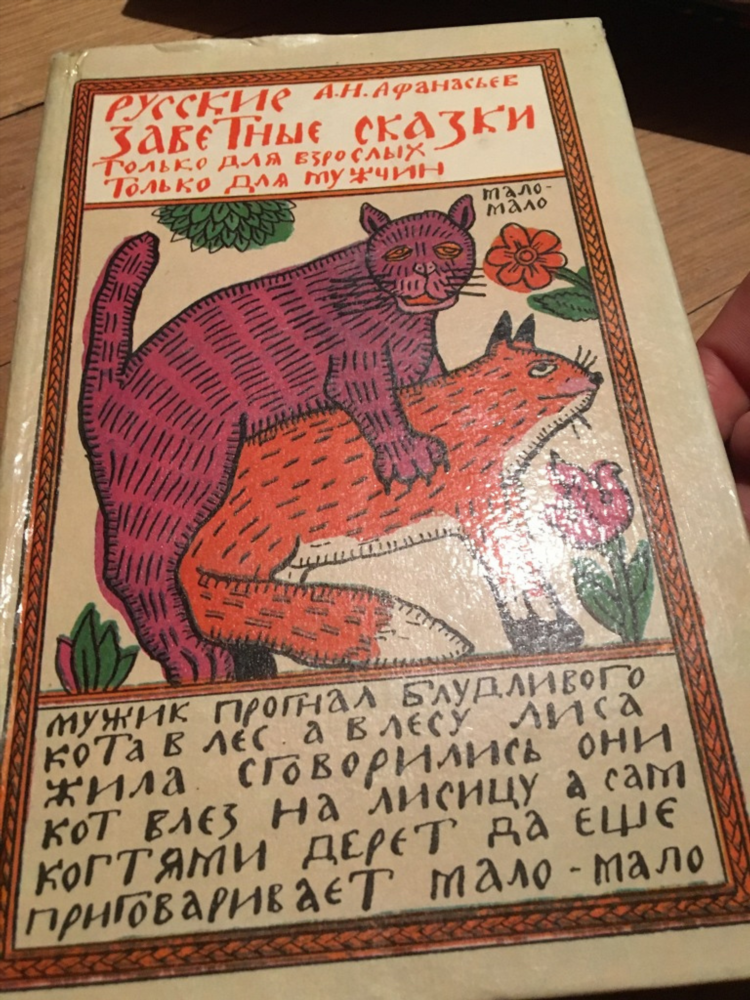 РУССКИЕ А.Н. АФАНАСЬЕВ
ЗАВЕТНЫЕ СКАЗКИ
ТОЛЬКО ДЛЯ ВЗРОСЛЫХ
ТОЛЬКО ДЛЯ МУЖЧИН
МАЛО-
МАЛО
МУЖИК ПРОГНАЛ БЛУДЛИВОГО
КОТА В ЛЕС. А В ЛЕСУ ЛИСА
ЖИЛА СГОВОРИЛИСЬ ОНИ
КОТ ВЛЕЗ НА ЛИСИЦУ А САМ
КОГТЯМИ ДЕРЕТ ДА ЕЩЕ
ПРИГОВАРИВАЕТ МАЛО-МАЛО